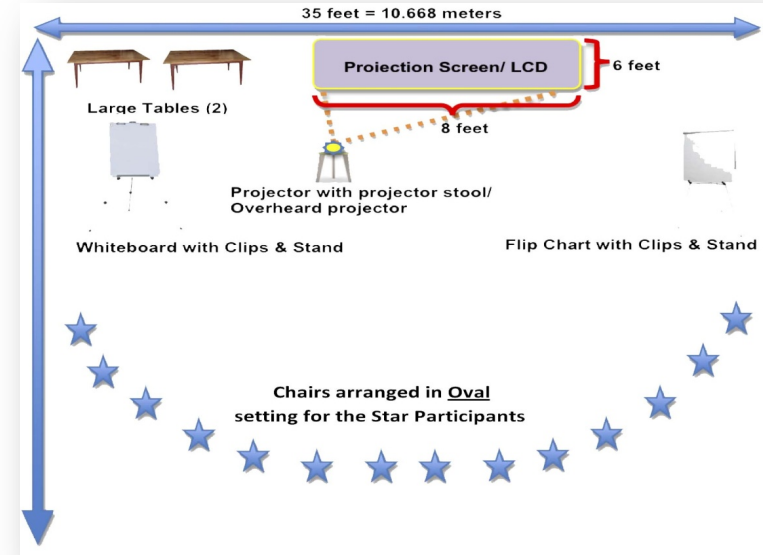 35 feet = 10.668 meters
Projection Screen/ LCD
6 feet
Large Tables (2)
8 feet
Projector with projector stool/
Overheard projector
Whiteboard with Clips & Stand
Flip Chart with Clips & Stand
Chairs arranged in Oval
setting for the Star Participants